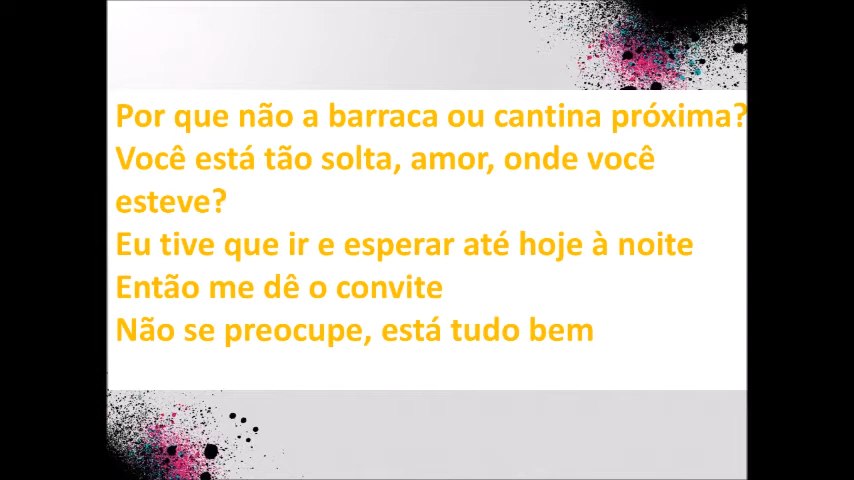 Por que não a barraca ou cantina próxima?
Você está tão solta, amor, onde você
esteve?
Eu tive que ir e esperar até hoje à noite
Então me dê o convite
Não se preocupe, está tudo bem